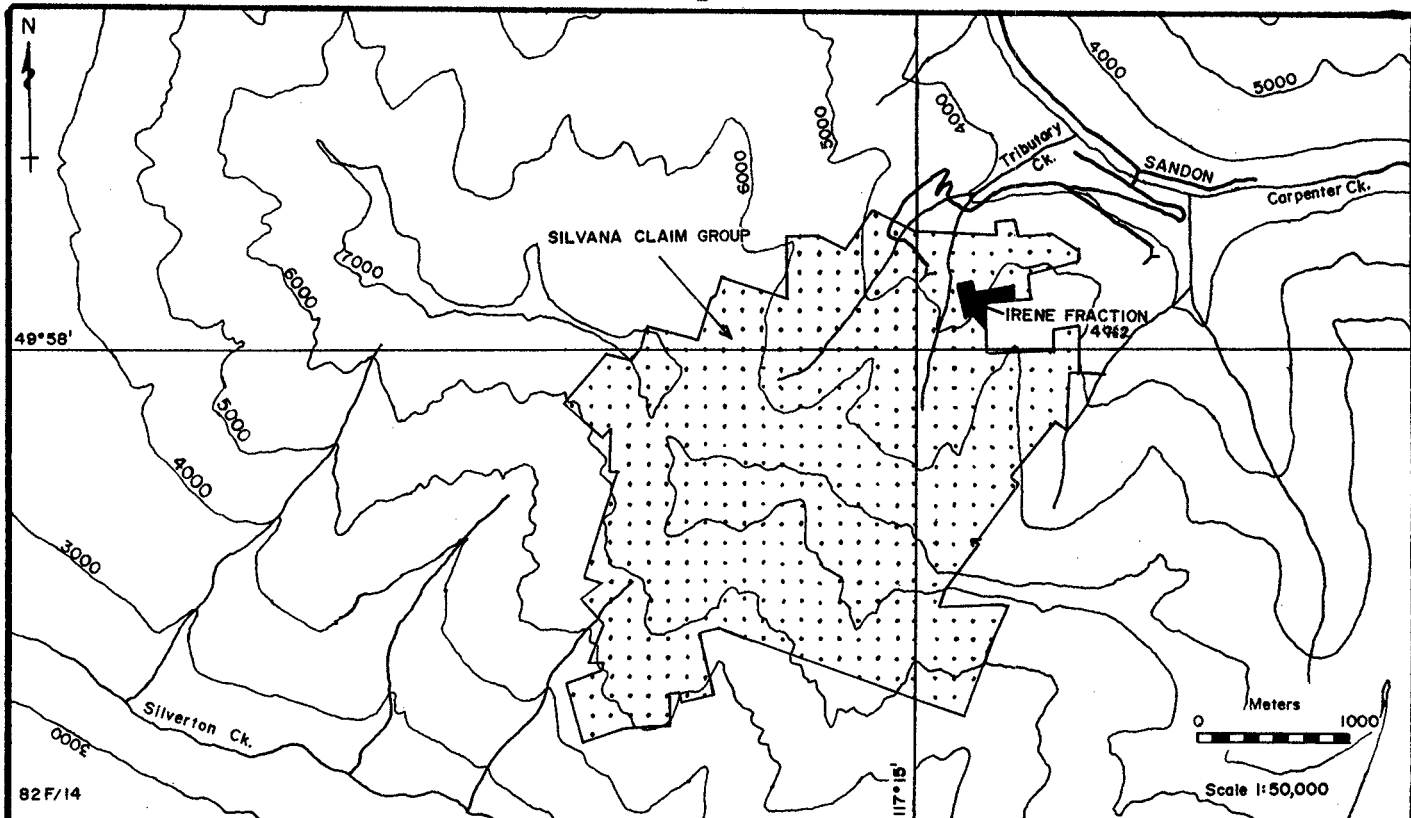 N
4000
5000
5000
4000
Tributary
Ck.
SANDON
Carpenter Ck.
6000
SILVANA CLAIM GROUP
7000
6000
IRENE FRACTION
4962
49°58'
5000
4000
3000
Silverton Ck.
3000
Meters
0 1000
Scale 1:50,000
117°15'
82F/14